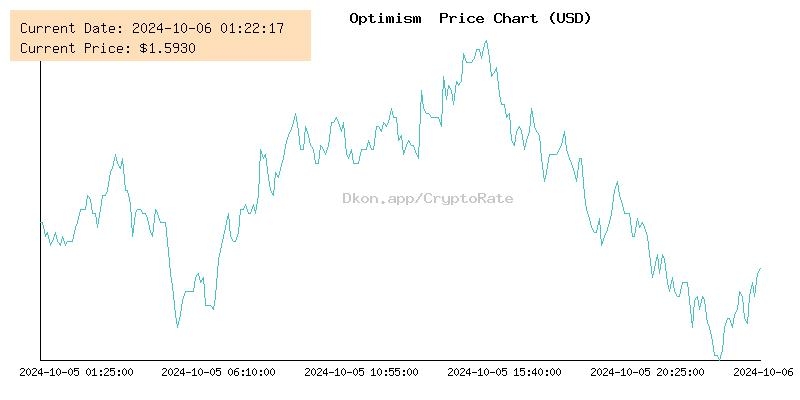 Current Date: 2024-10-06 01:22:17
Current Price: $1.5930
Optimism Price Chart (USD)
Dkon.app/CryptoRate
2024-10-05 01:25:00
2024-10-05 06:10:00
2024-10-05 10:55:00
2024-10-05 15:40:00
2024-10-05 20:25:00
2024-10-06